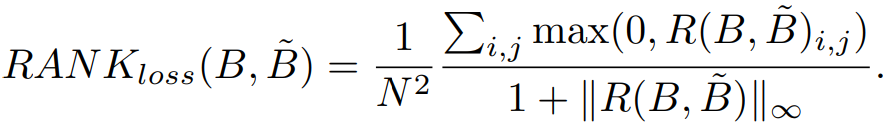 $RANK_{loss}(B, \tilde{B}) = \frac{1}{N^2} \frac{\sum_{i,j} \max(0, R(B, \tilde{B})_{i,j})}{1 + \|R(B, \tilde{B})\|_\infty}.$